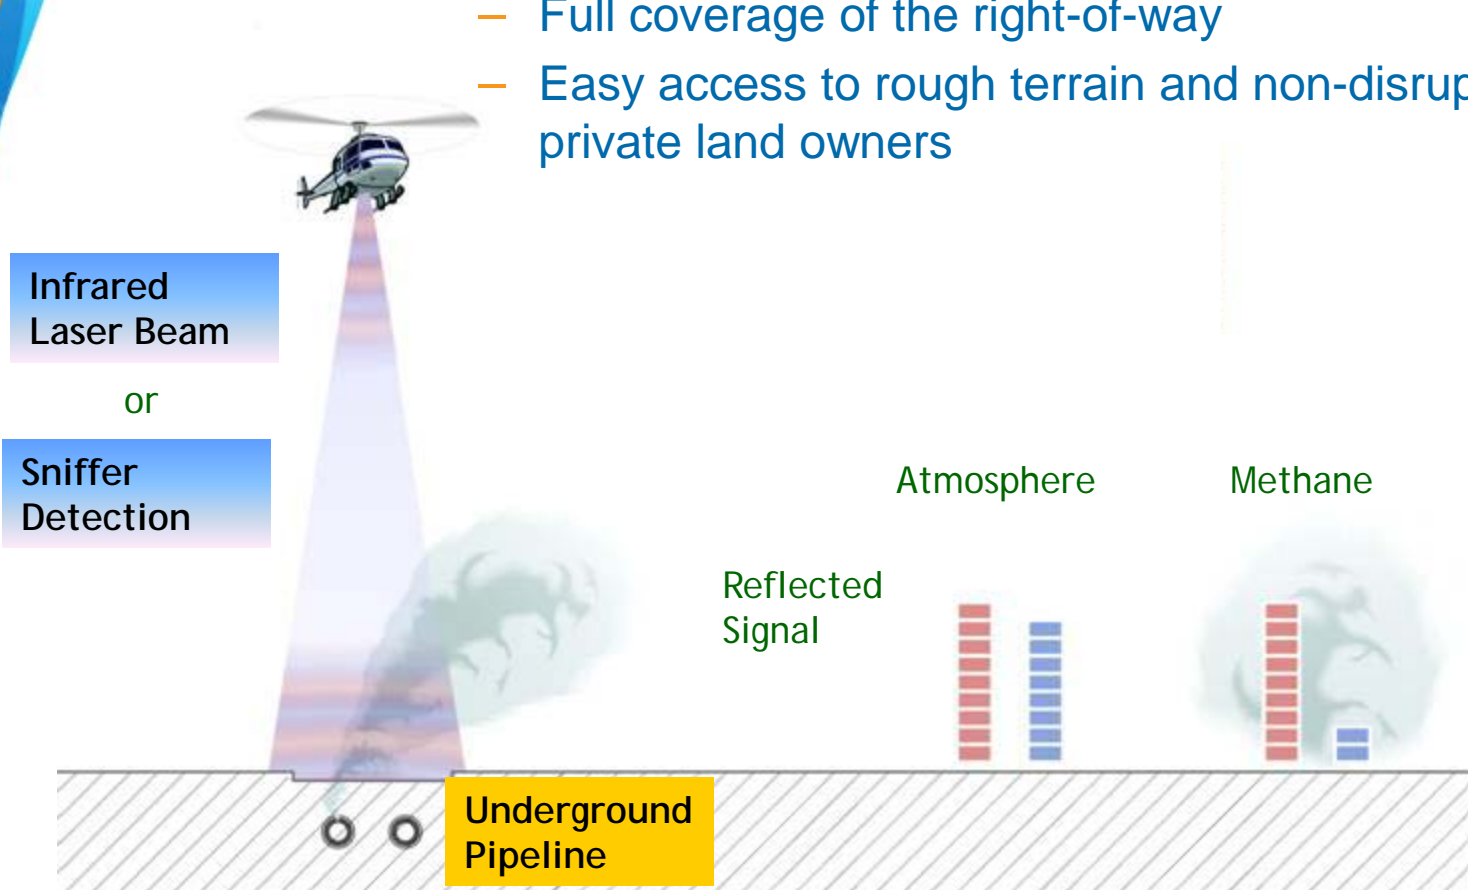 – Full coverage of the right-of-way
– Easy access to rough terrain and non-disrup
private land owners
Infrared
Laser Beam
or
Sniffer
Detection
Atmosphere
Methane
Reflected
Signal
Underground
Pipeline